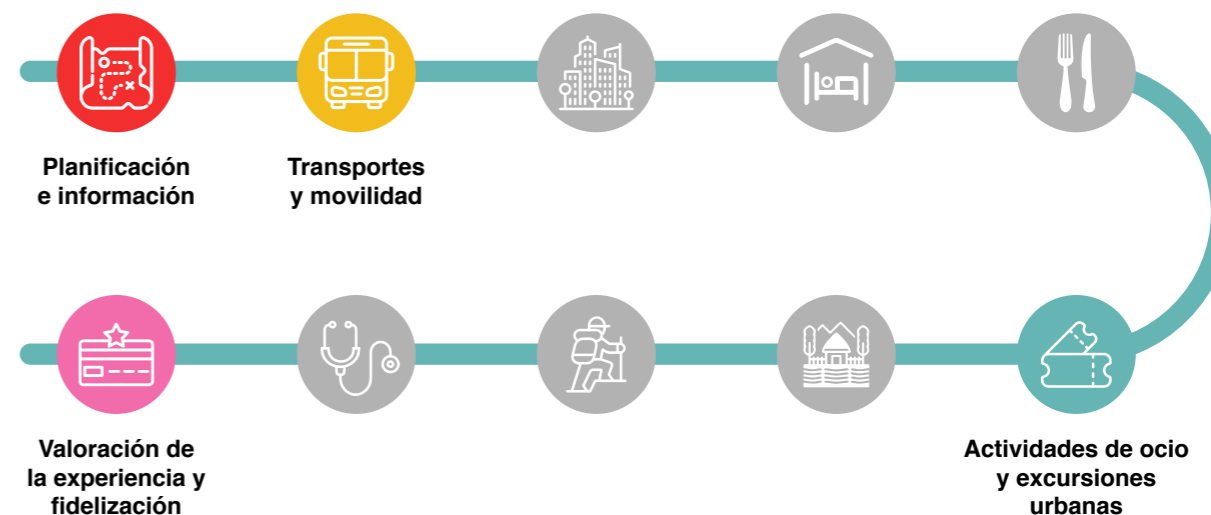 Planificación
e información
Transportes
y movilidad
Valoración de
la experiencia y
fidelización
Actividades de ocio
y excursiones
urbanas